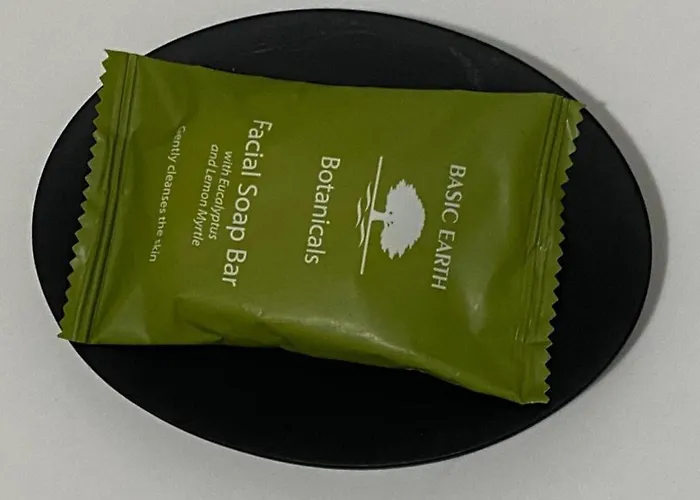 BASIC EARTH
Botanicals
Facial Soap Bar
with Eucalyptus
and Lemon Myrtle
Gently cleanses the skin